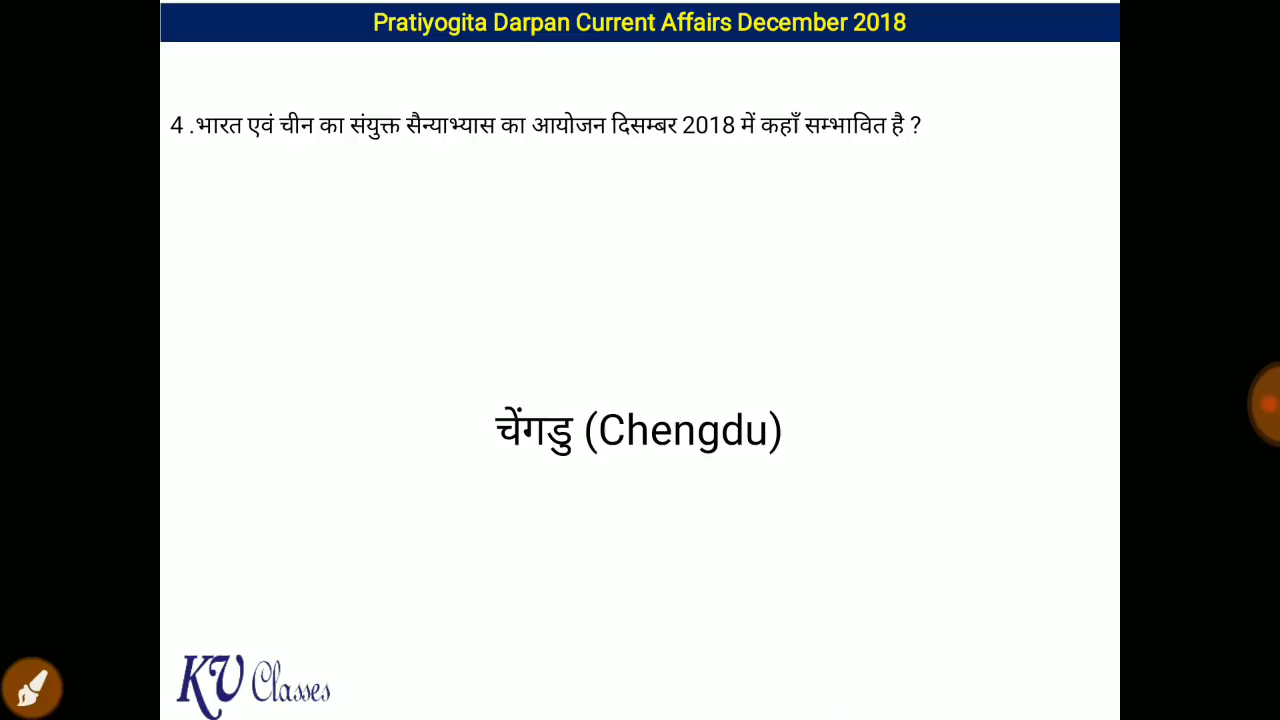 Pratiyogita Darpan Current Affairs December 2018
4 .भारत एवं चीन का संयुक्त सैन्याभ्यास का आयोजन दिसम्बर 2018 में कहाँ सम्भावित है ?
चेंगडु (Chengdu)
KV Classes